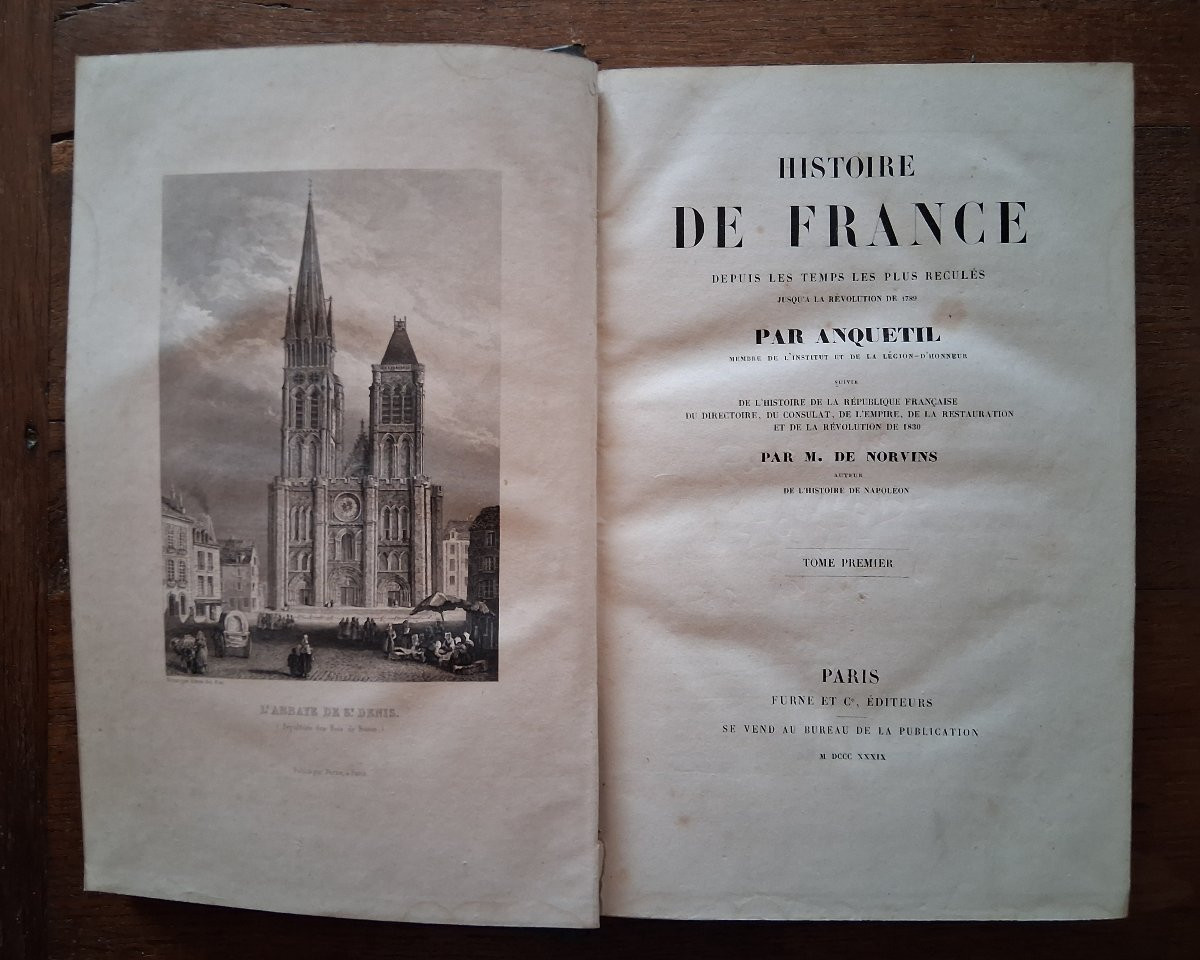 L'ABBAYE DE St. DENIS.
HISTOIRE
DE FRANCE
DEPUIS LES TEMPS LES PLUS RECULÉS
JUSQU'A LA RÉVOLUTION DE 1789
PAR ANQUETIL
MEMBRE DE L'INSTITUT ET DE LA LÉGION-D'HONNEUR
SUIVIE
DE L'HISTOIRE DE LA RÉPUBLIQUE FRANÇAISE
DU DIRECTOIRE, DU CONSULAT, DE L'EMPIRE, DE LA RESTAURATION
ET DE LA RÉVOLUTION DE 1830
PAR M. DE NORVINS
AUTEUR
DE L'HISTOIRE DE NAPOLEON
TOME PREMIER
PARIS
FURNE ET Ce, ÉDITEURS
SE VEND AU BUREAU DE LA PUBLICATION
M DCCC XXXIX